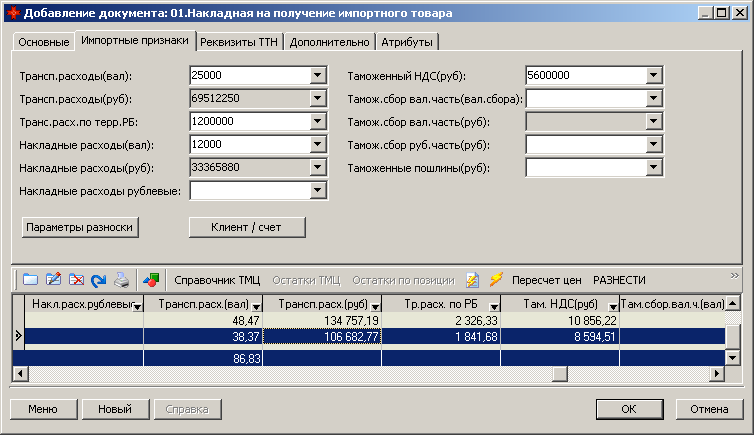 Добавление документа: 01.Накладная на получение импортного товара
Основные Импортные признаки Реквизиты ТТН Дополнительно Атрибуты
Трансп.расходы(вал): 25000 Таможенный НДС(руб): 5600000
Трансп.расходы(руб): 69512250 Тамож.сбор вал.часть(вал.сбора):
Транс.расх.по терр.РБ: 1200000 Тамож.сбор вал.часть(руб):
Накладные расходы(вал): 12000 Тамож.сбор руб.часть(руб):
Накладные расходы(руб): 33365880 Таможенные пошлины(руб):
Накладные расходы рублевые:
Параметры разноски Клиент / счет
Справочник ТМЦ Остатки ТМЦ Остатки по позиции Пересчет цен РАЗНЕСТИ
Накл.расх.рублевые Трансп.расх.(вал) Трансп.расх.(руб) Тр.расх. по РБ Там. НДС(руб) Там.сбор.вал.ч.(вал)
48,47 134 757,19 2 326,33 10 856,22
38,37 106 682,77 1 841,68 8 594,51
86,83
Меню Новый Справка OK Отмена